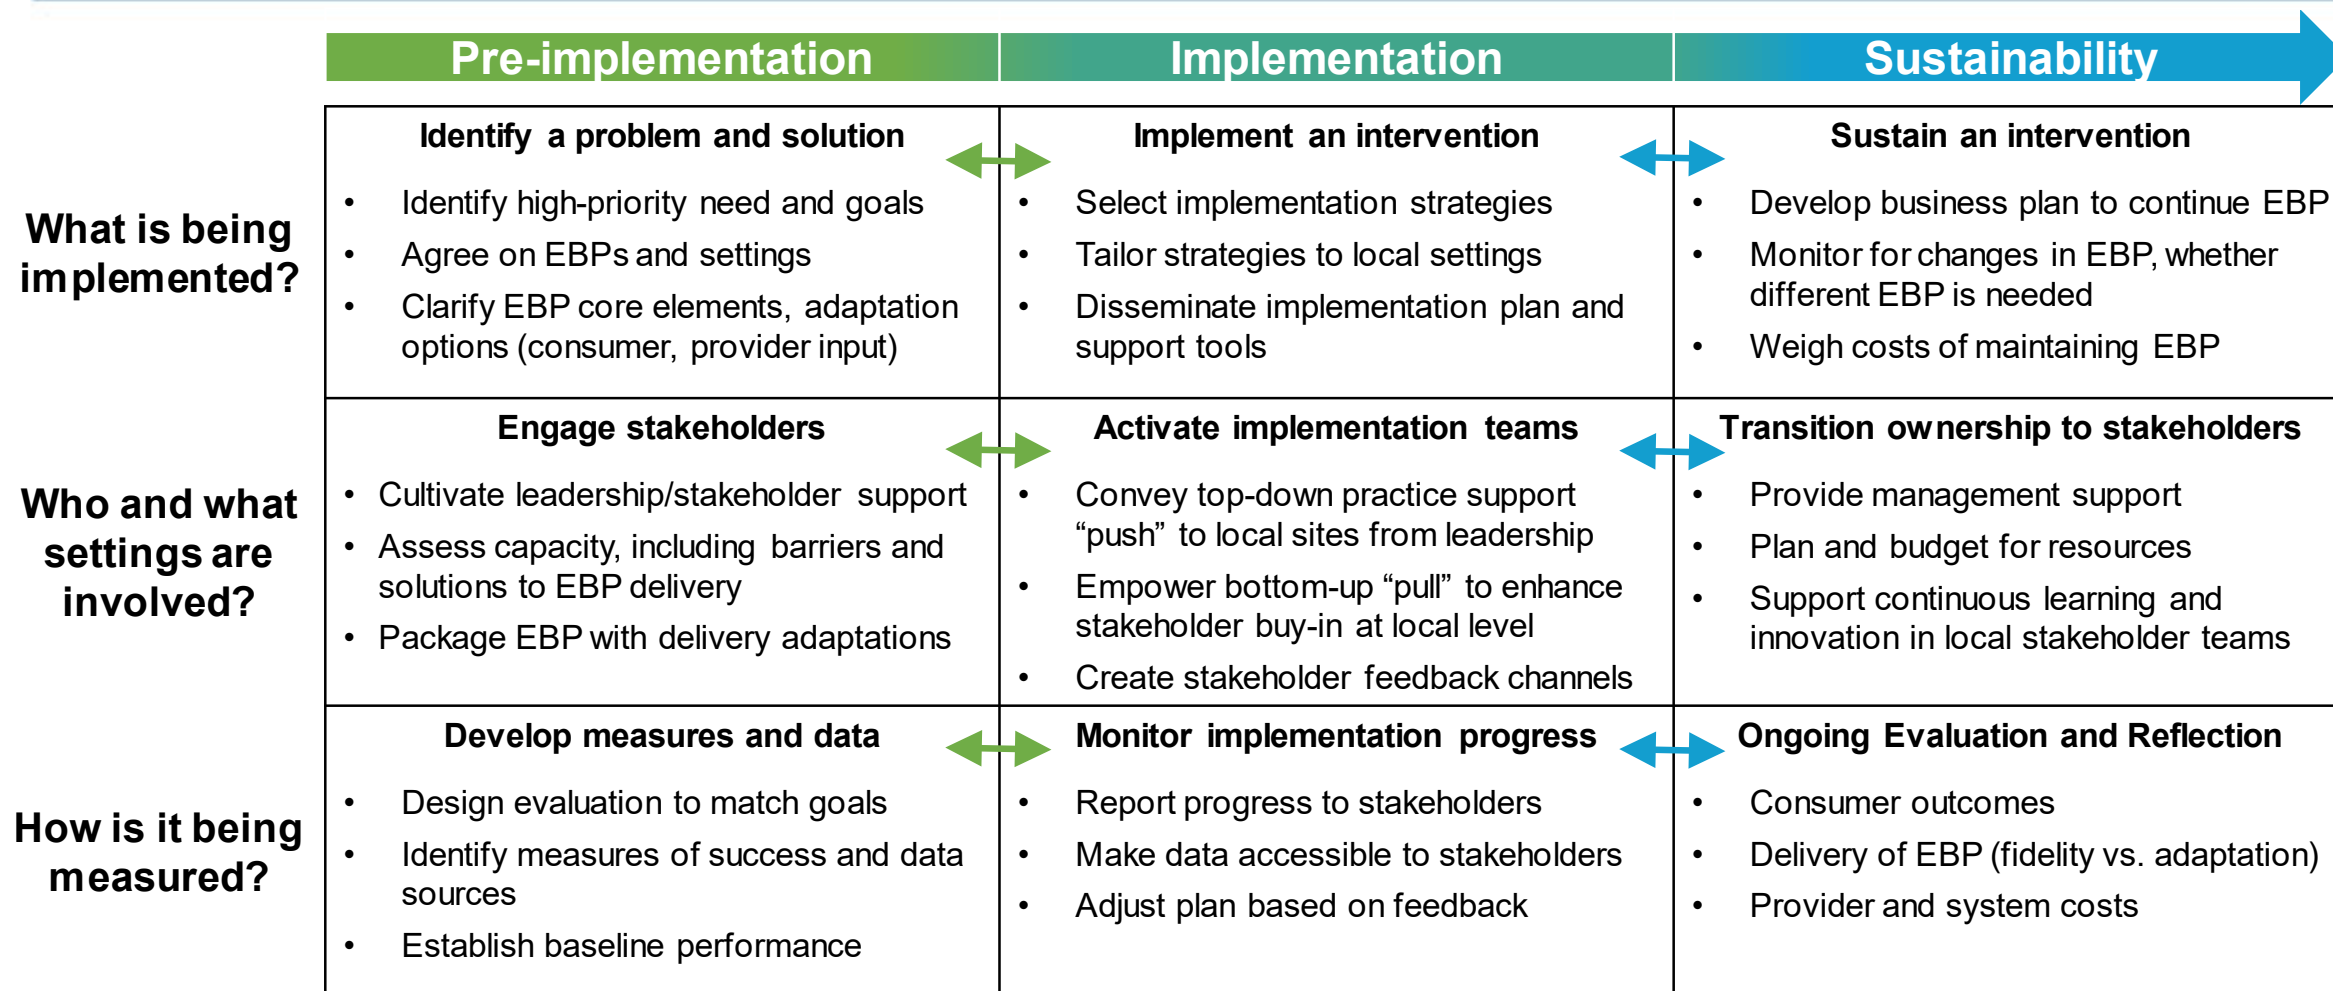 Pre-implementation
Implementation
Sustainability
What is being
implemented?
Identify a problem and solution
• Identify high-priority need and goals
• Agree on EBPs and settings
• Clarify EBP core elements, adaptation
options (consumer, provider input)
Implement an intervention
• Select implementation strategies
• Tailor strategies to local settings
• Disseminate implementation plan and
support tools
Sustain an intervention
• Develop business plan to continue EBP
• Monitor for changes in EBP, whether
different EBP is needed
• Weigh costs of maintaining EBP
Who and what
settings are
involved?
Engage stakeholders
• Cultivate leadership/stakeholder support
• Assess capacity, including barriers and
solutions to EBP delivery
• Package EBP with delivery adaptations
Activate implementation teams
• Convey top-down practice support
“push” to local sites from leadership
• Empower bottom-up “pull” to enhance
stakeholder buy-in at local level
• Create stakeholder feedback channels
Transition ownership to stakeholders
• Provide management support
• Plan and budget for resources
• Support continuous learning and
innovation in local stakeholder teams
How is it being
measured?
Develop measures and data
• Design evaluation to match goals
• Identify measures of success and data
sources
• Establish baseline performance
Monitor implementation progress
• Report progress to stakeholders
• Make data accessible to stakeholders
• Adjust plan based on feedback
Ongoing Evaluation and Reflection
• Consumer outcomes
• Delivery of EBP (fidelity vs. adaptation)
• Provider and system costs